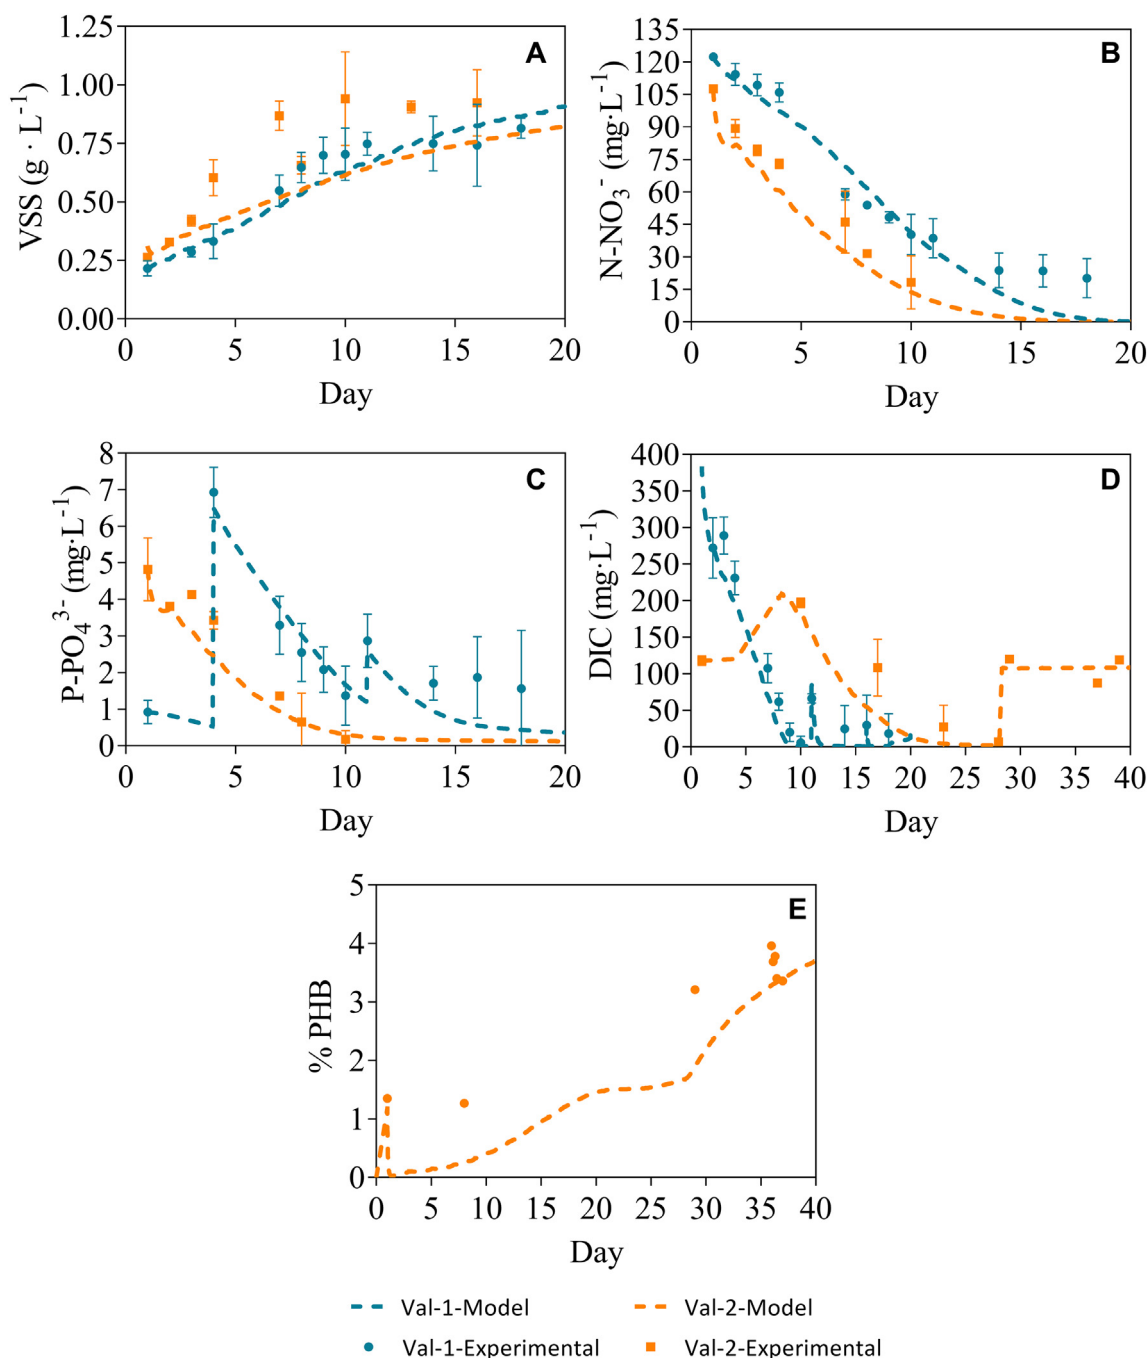 A
VSS (g · L⁻¹)
1.25
1.00
0.75
0.50
0.25
0.00
0 5 10 15 20
Day
B
N-NO₃⁻ (mg·L⁻¹)
135
120
105
90
75
60
45
30
15
0
0 5 10 15 20
Day
C
P-PO₄³⁻ (mg·L⁻¹)
8
7
6
5
4
3
2
1
0
0 5 10 15 20
Day
D
DIC (mg·L⁻¹)
400
350
300
250
200
150
100
50
0
0 5 10 15 20 25 30 35 40
Day
E
% PHB
5
4
3
2
1
0
0 5 10 15 20 25 30 35 40
Day
Val-1-Model Val-2-Model
Val-1-Experimental Val-2-Experimental